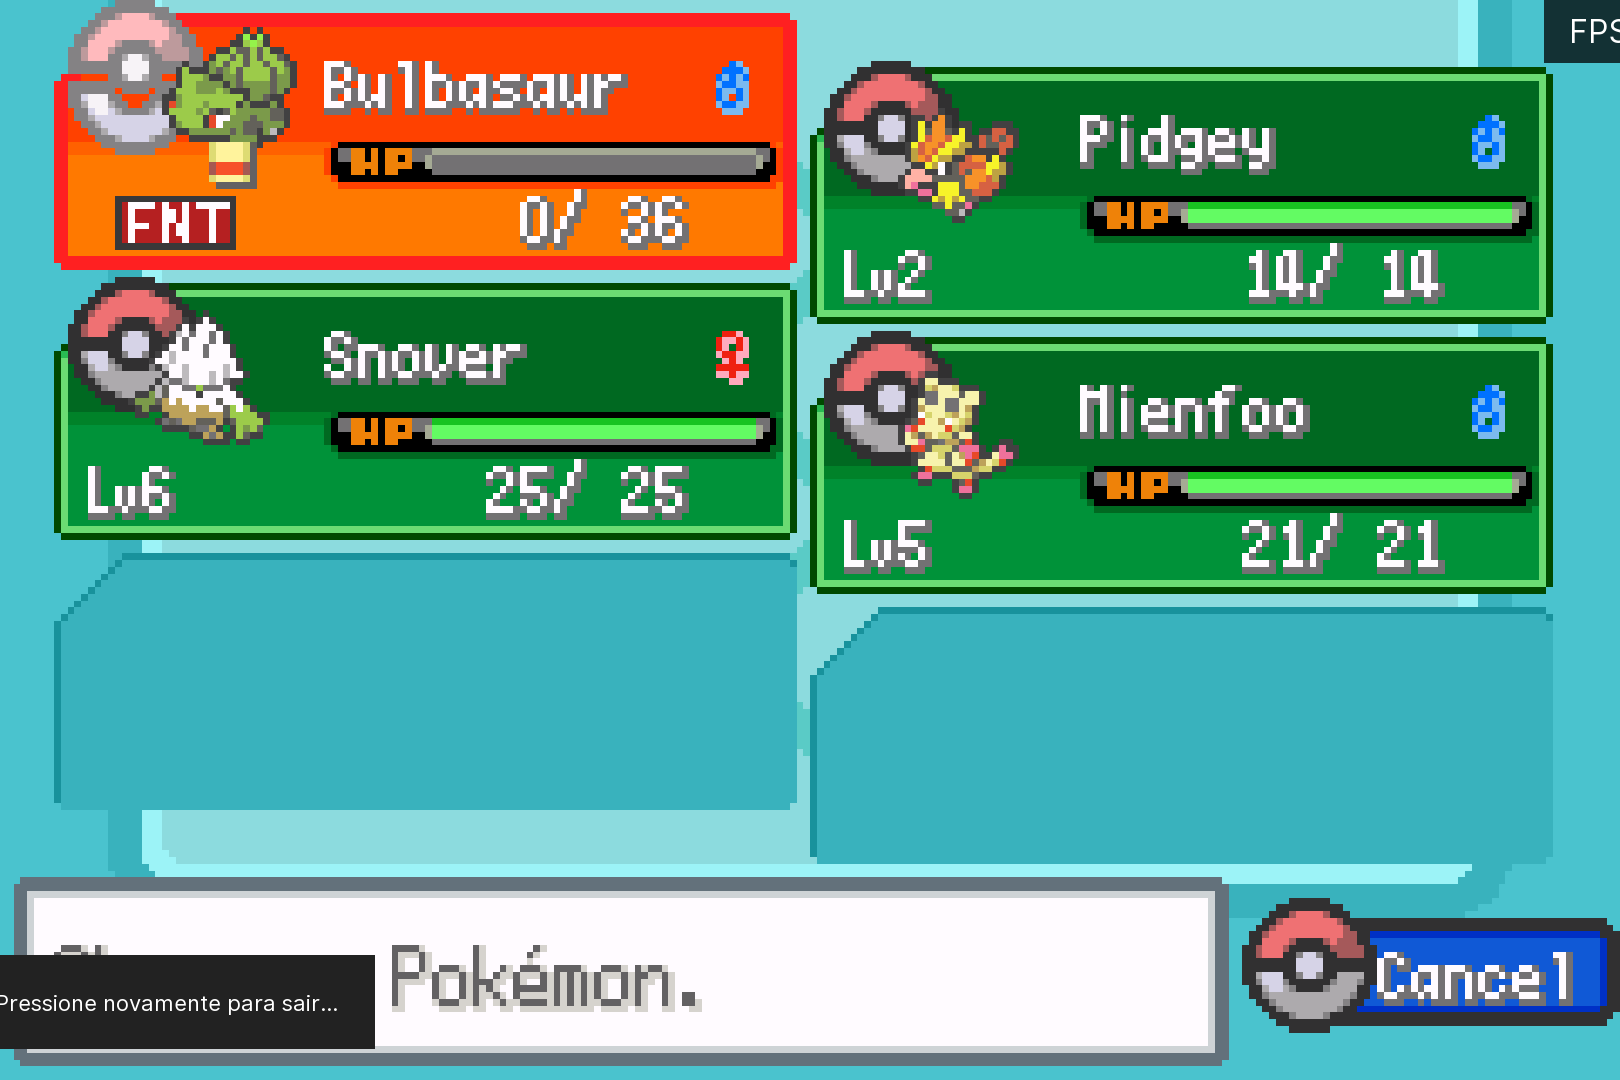 FPS
Bulbasaur ♂
HP
FNT 0/ 36
Pidgey ♂
HP
Lv2 14/ 14
Snover ♀
HP
Lv6 25/ 25
Mienfoo ♂
HP
Lv5 21/ 21
Pokémon.
Pressione novamente para sair...
Cancel